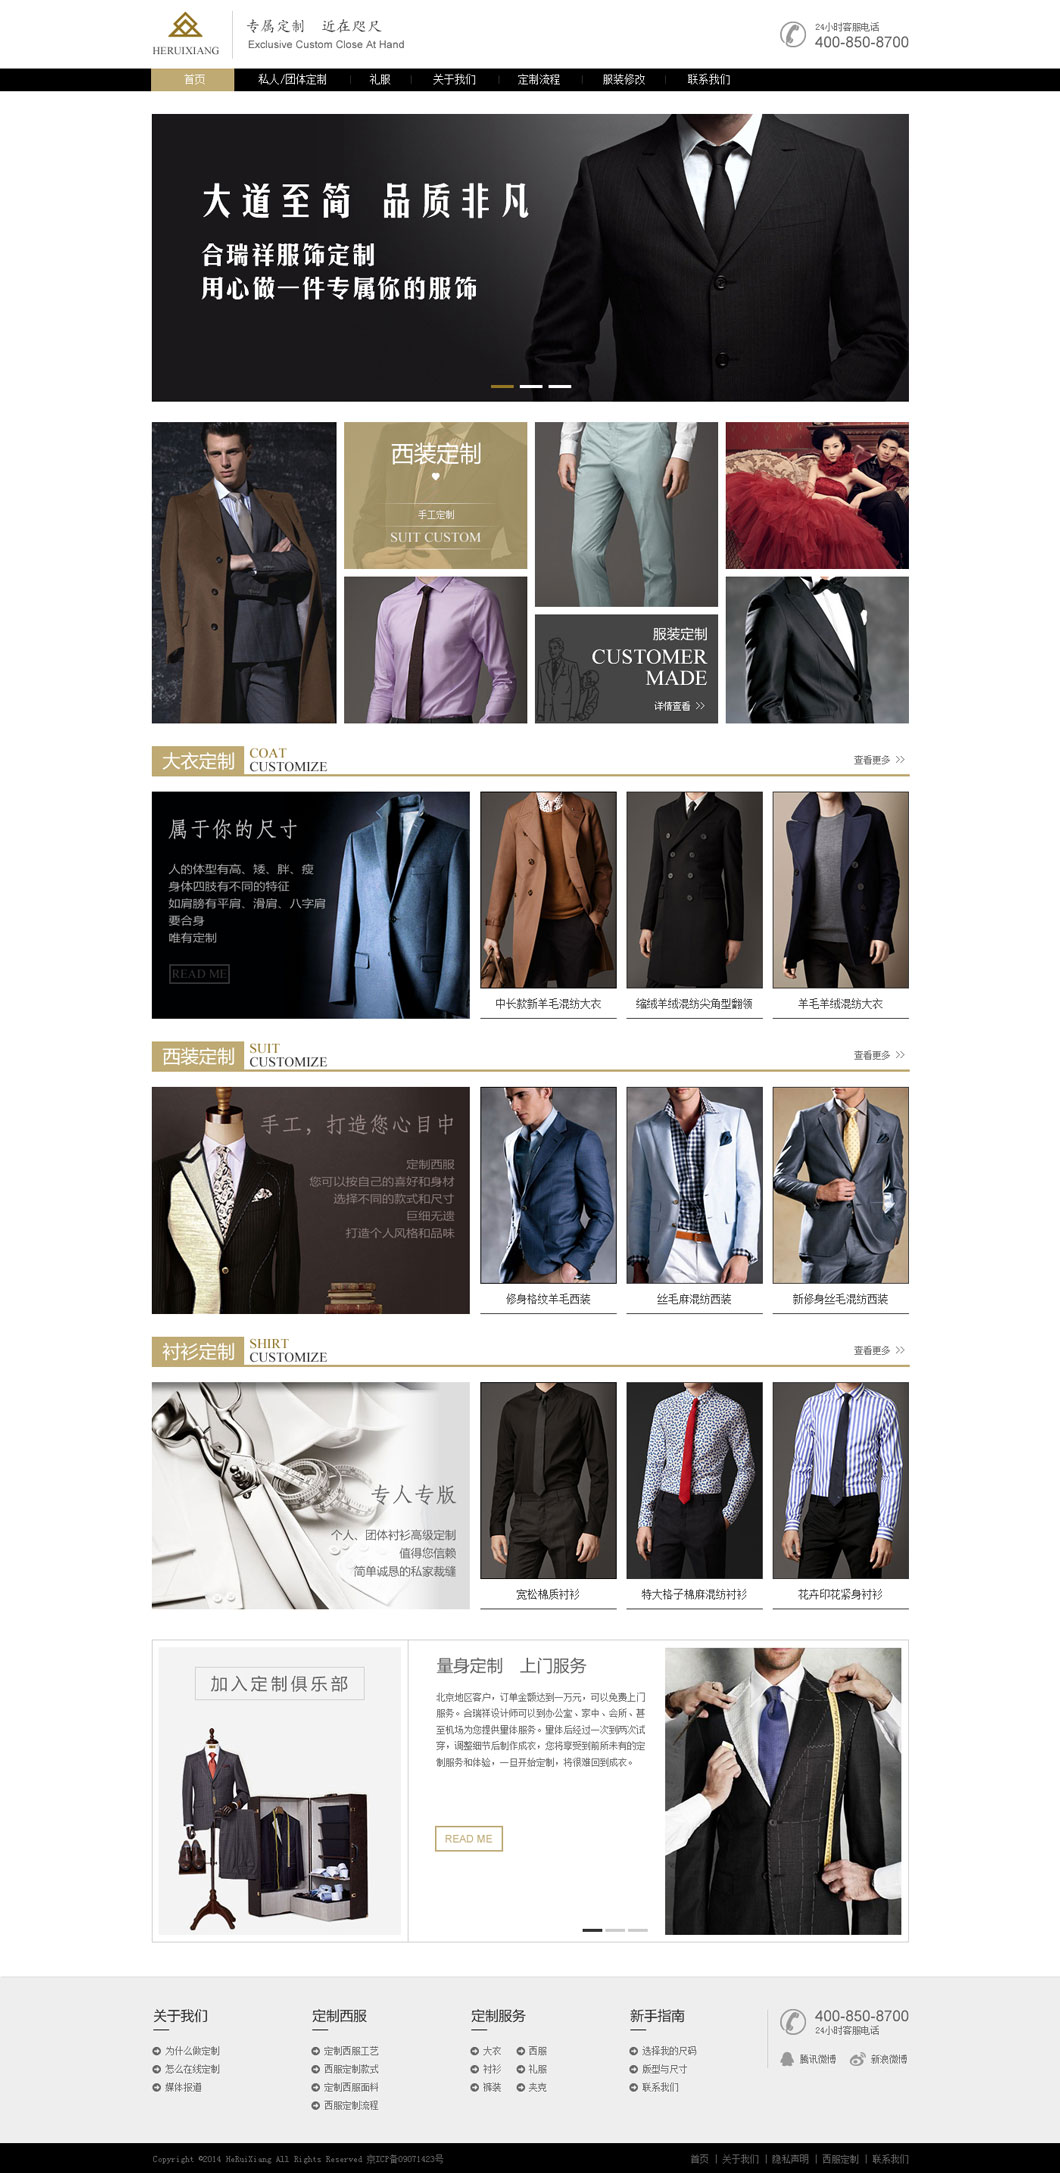 HERUIXIANG
专属定制 近在咫尺
Exclusive Custom Close At Hand
24小时客服电话
400-850-8700
首页 私人/团体定制 礼服 关于我们 定制流程 服装修改 联系我们
大道至简 品质非凡
合瑞祥服饰定制
用心做一件专属你的服饰
西装定制
手工定制
SUIT CUSTOM
服装定制
CUSTOMER
MADE
详情查看 >>
大衣定制
COAT
CUSTOMIZE
查看更多 >>
属于你的尺寸
人的体型有高、矮、胖、瘦
身体四肢有不同的特征
如肩膀有平肩、滑肩、八字肩
要合身
唯有定制
READ ME
中长款新羊毛混纺大衣
缩绒羊绒混纺尖角型翻领
羊毛羊绒混纺大衣
西装定制
SUIT
CUSTOMIZE
查看更多 >>
手工，打造您心目中
定制西服
您可以按自己的喜好和身材
选择不同的款式和尺寸
巨细无遗
打造个人风格和品味
修身格纹羊毛西装
丝毛麻混纺西装
新修身丝毛混纺西装
衬衫定制
SHIRT
CUSTOMIZE
查看更多 >>
专人专版
个人、团体衬衫高级定制
值得您信赖
简单诚恳的私家裁缝
宽松棉质衬衫
特大格子棉麻混纺衬衫
花卉印花紧身衬衫
加入定制俱乐部
量身定制 上门服务
北京地区客户，订单金额达到一万元，可以免费上门
服务。合瑞祥设计师可以到办公室、家中、会所、甚
至机场为您提供量体服务。量体后经过一次到两次试
穿，调整细节后制作成衣，您将享受到前所未有的定
制服务和体验，一旦开始定制，将很难回到成衣。
READ ME
关于我们
为什么做定制
怎么在线定制
媒体报道
定制西服
定制西服工艺
西服定制款式
定制西服面料
西服定制流程
定制服务
大衣 西服
衬衫 礼服
裤装 夹克
新手指南
选择我的尺码
版型与尺寸
联系我们
400-850-8700
24小时客服电话
腾讯微博 新浪微博
Copyright ©2014 HeRuiXiang All Rights Reserved 京ICP备09071423号
首页 | 关于我们 | 隐私声明 | 西服定制 | 联系我们